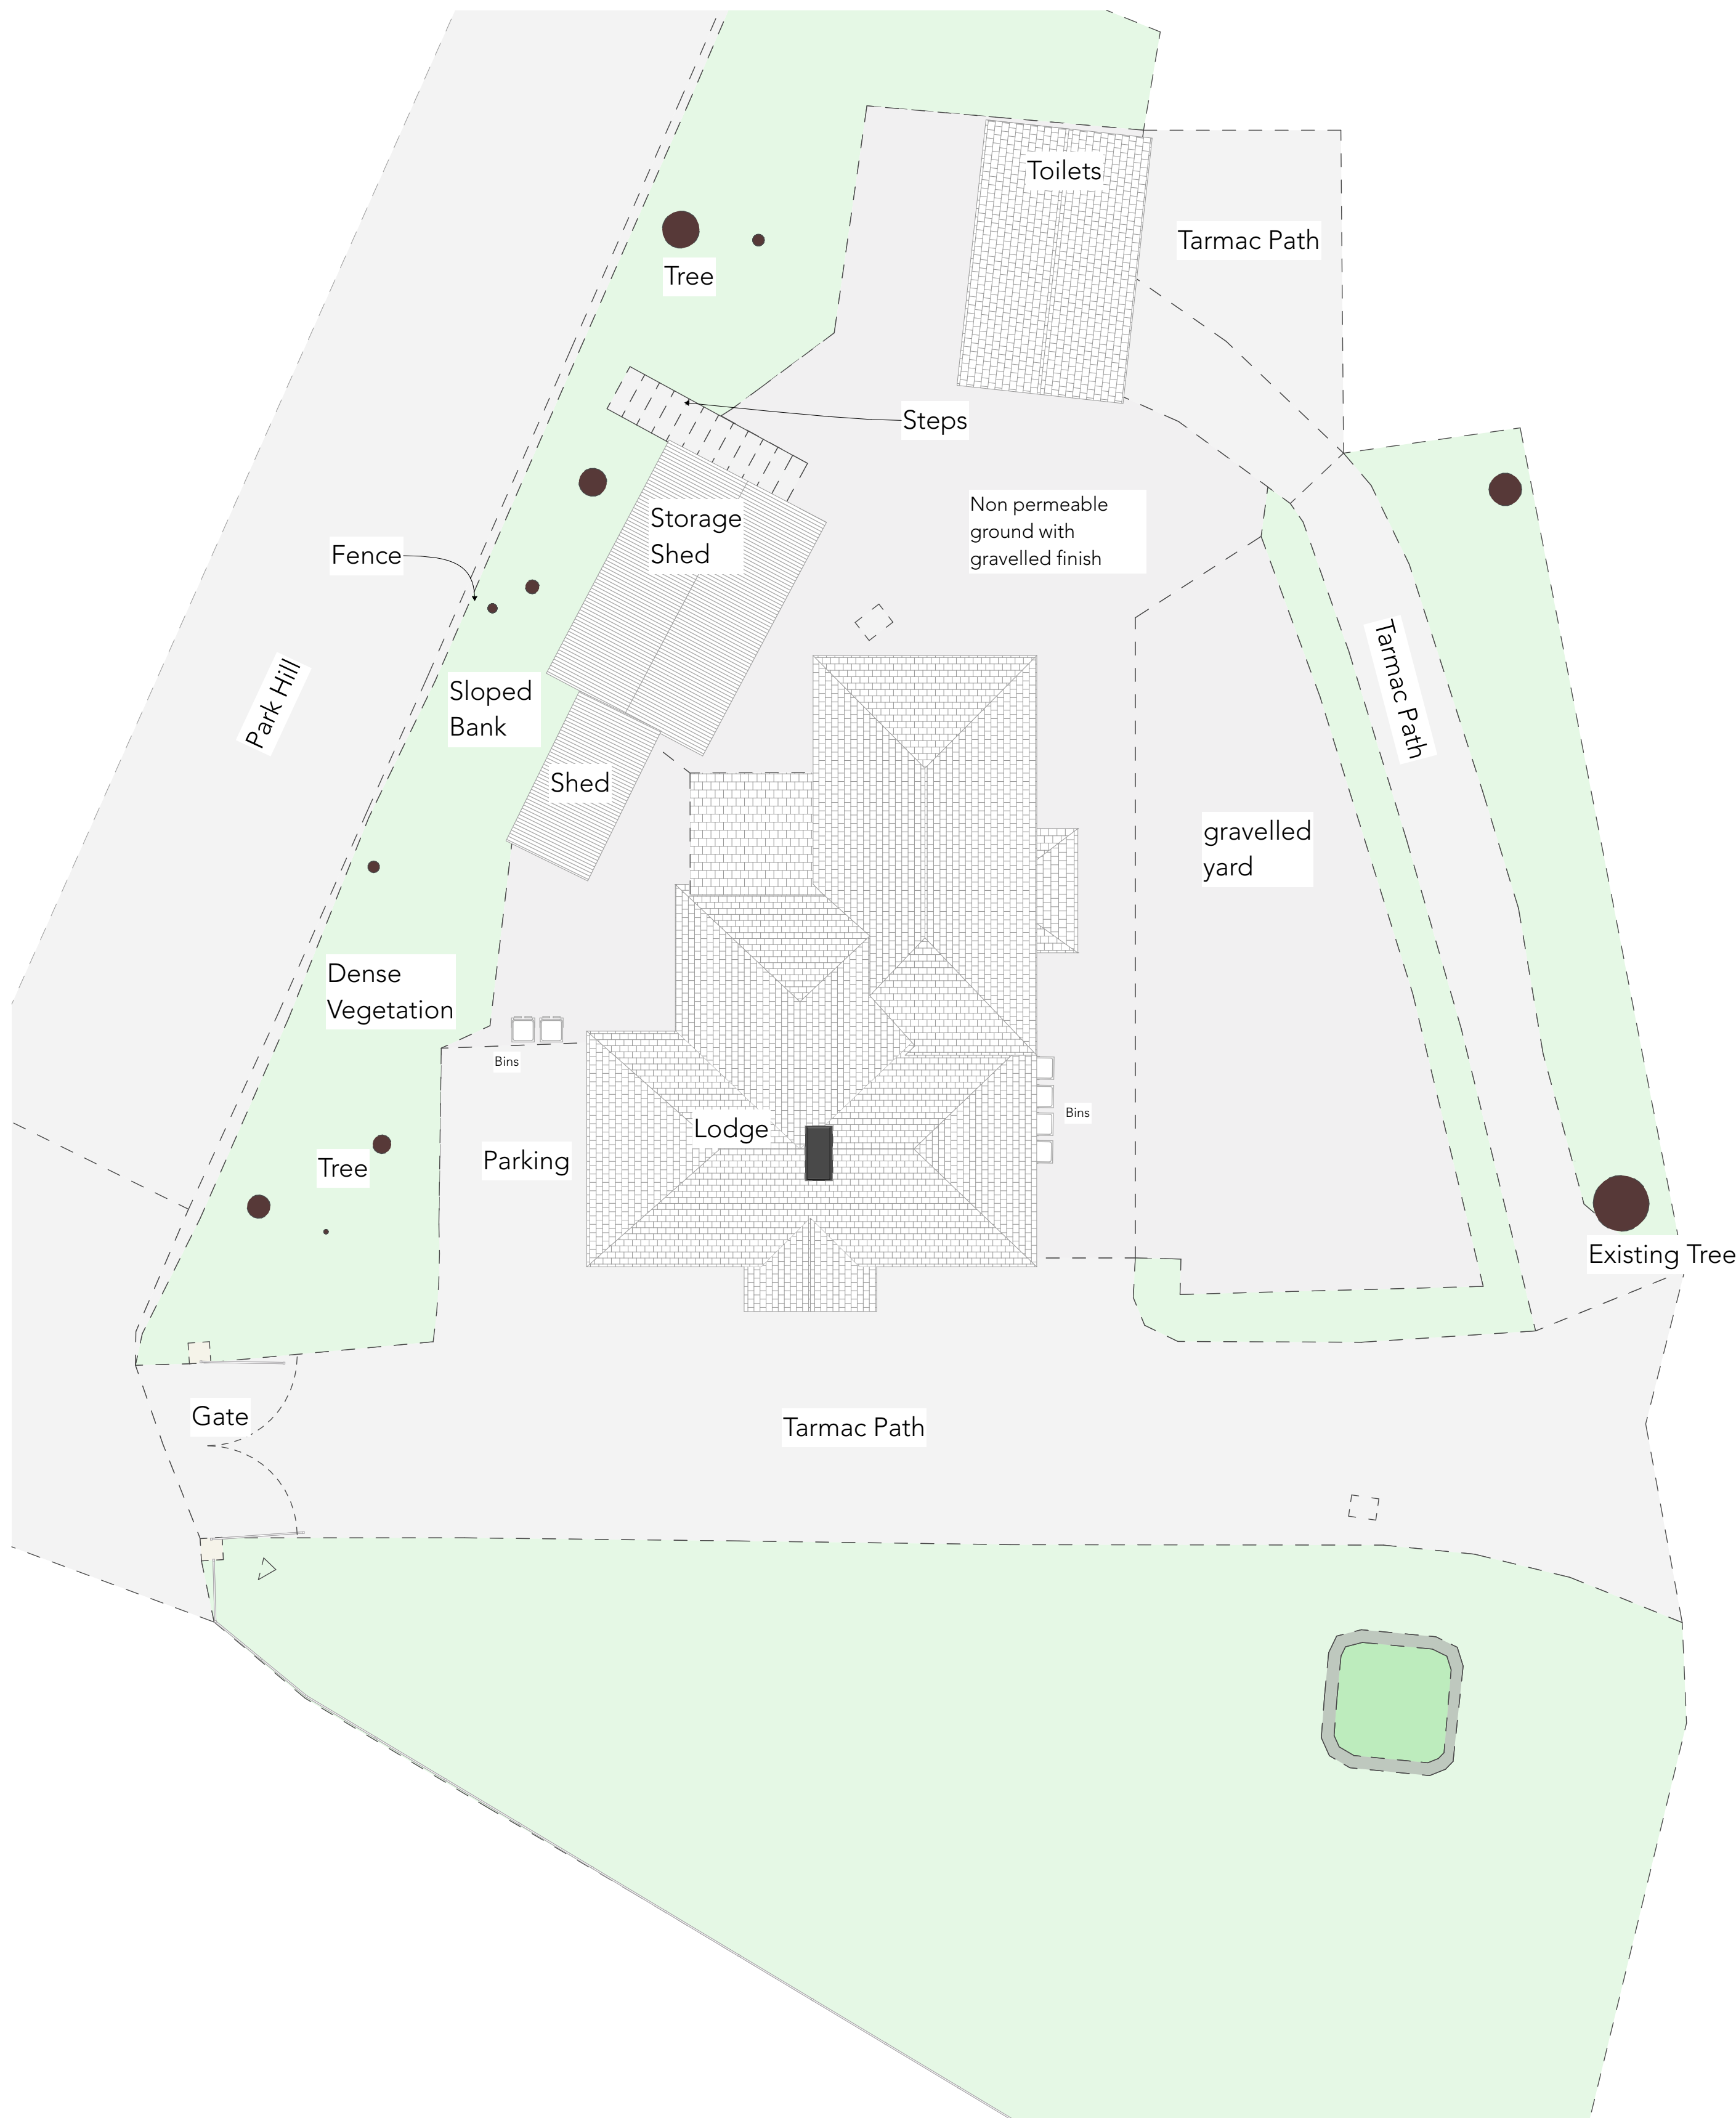 Toilets
Tarmac Path
Tree
Steps
Non permeable
ground with
gravelled finish
Storage
Shed
Fence
Tarmac Path
Park Hill
Sloped
Bank
Shed
gravelled
yard
Dense
Vegetation
Bins
Bins
Lodge
Parking
Tree
Existing Tree
Gate
Tarmac Path